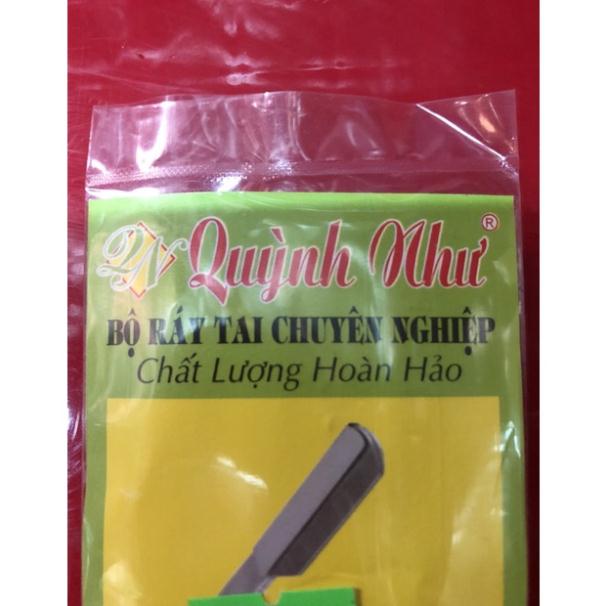 QN Quỳnh Như ®
BỘ RÁY TAI CHUYÊN NGHIỆP
Chất Lượng Hoàn Hảo